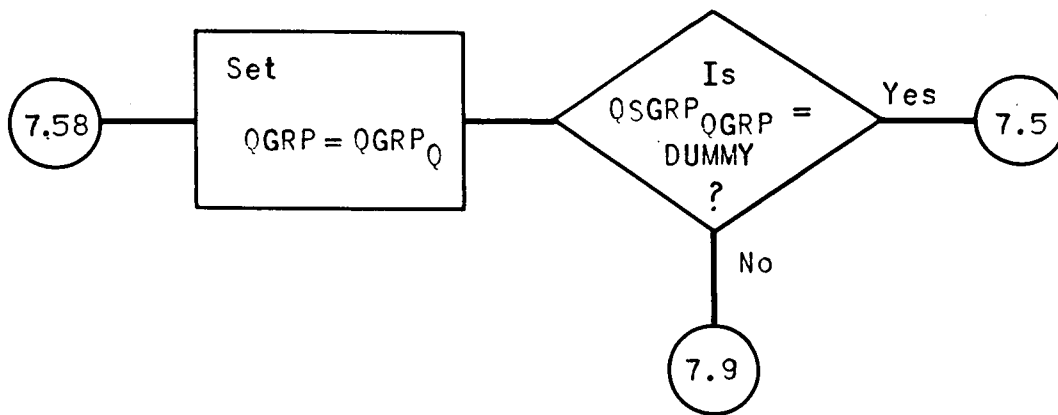 7.58
Set
QGRP = QGRP_Q
Is
QSGRP_QGRP =
DUMMY
?
Yes
7.5
No
7.9